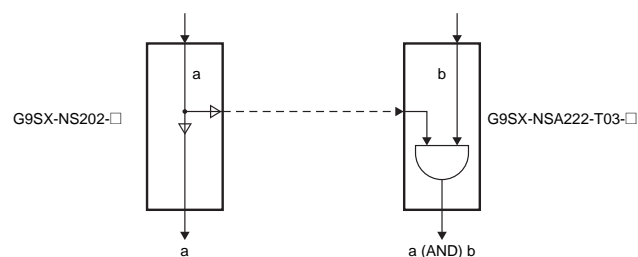 a
b
G9SX-NS202-□
G9SX-NSA222-T03-□
a
a (AND) b